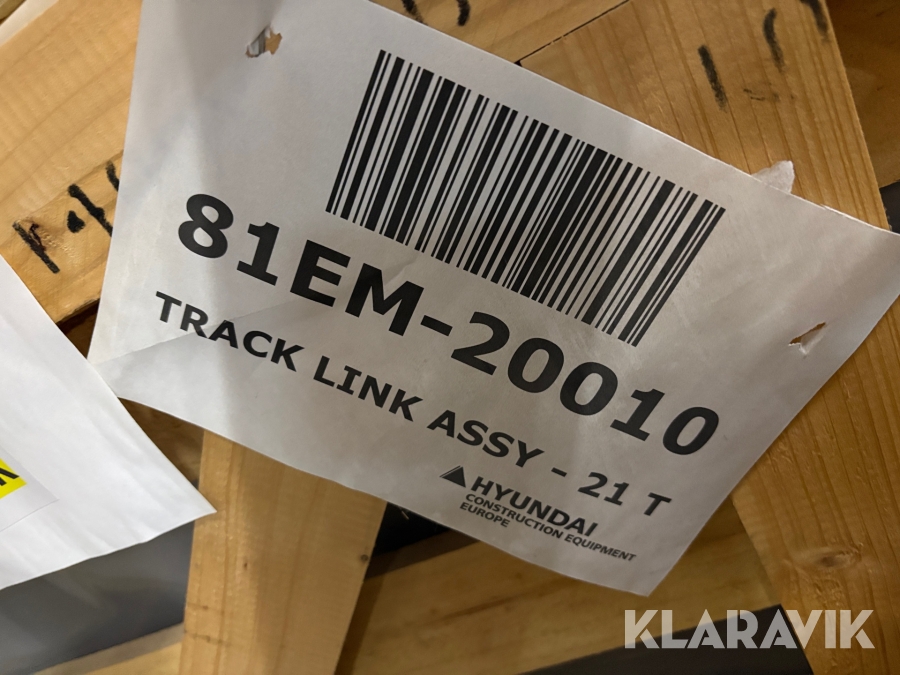 81EM-20010
TRACK LINK ASSY - 21 T
HYUNDAI
CONSTRUCTION EQUIPMENT
EUROPE
KLARAVIK